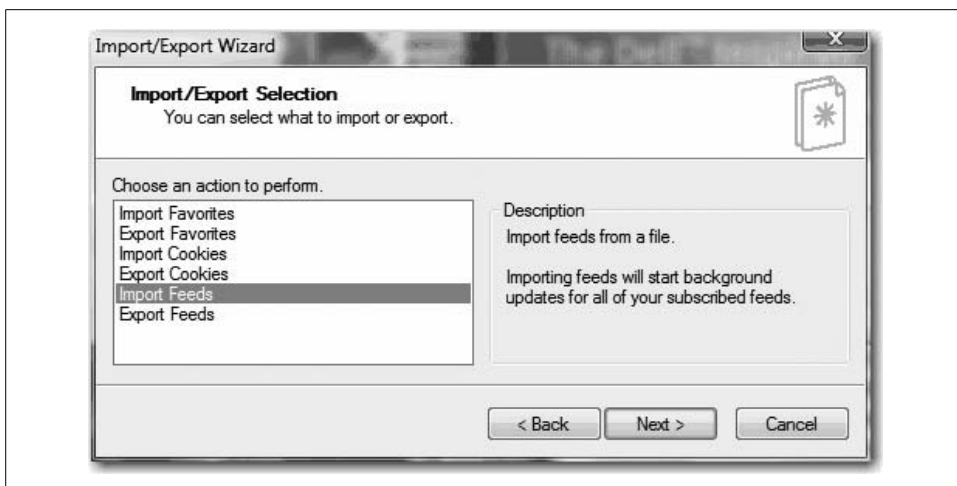 Import/Export Wizard
Import/Export Selection
You can select what to import or export.
Choose an action to perform.
Import Favorites
Export Favorites
Import Cookies
Export Cookies
Import Feeds
Export Feeds
Description
Import feeds from a file.
Importing feeds will start background
updates for all of your subscribed feeds.
< Back
Next >
Cancel